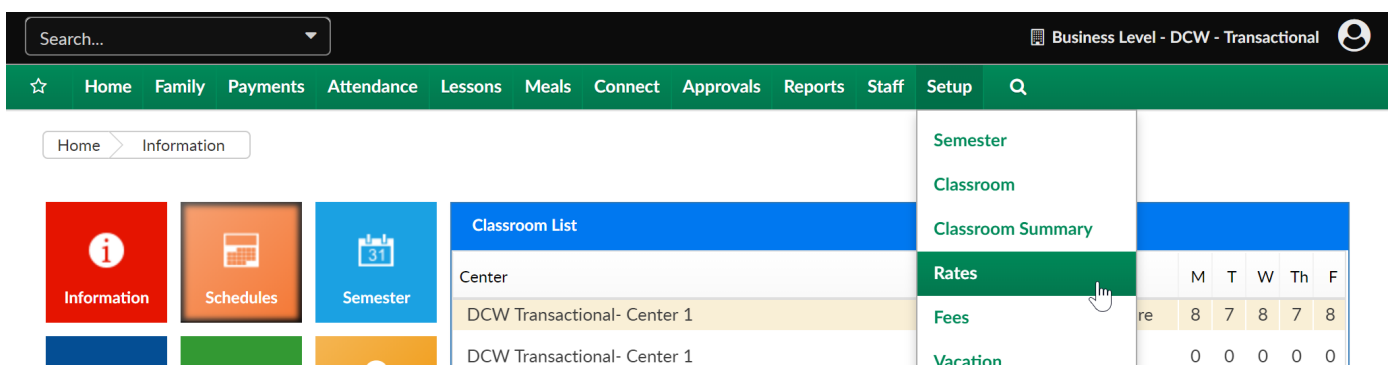 Search...
Business Level - DCW - Transactional
Home Family Payments Attendance Lessons Meals Connect Approvals Reports Staff Setup
Home Information
Semester
Classroom
Classroom Summary
Rates
Fees
Vacation
Information Schedules 31 Semester
Classroom List
Center M T W Th F
DCW Transactional- Center 1 re 8 7 8 7 8
DCW Transactional- Center 1 0 0 0 0 0